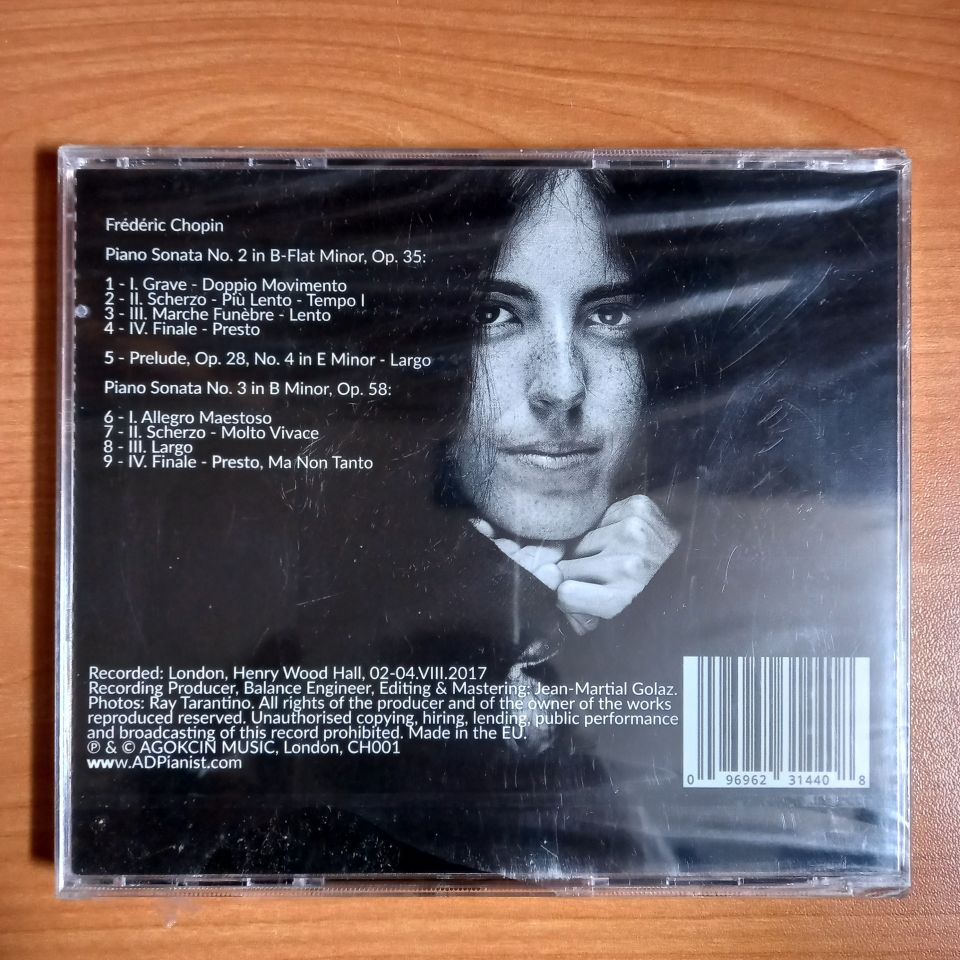 Frédéric Chopin
Piano Sonata No. 2 in B-Flat Minor, Op. 35:
1 - I. Grave - Doppio Movimento
2 - II. Scherzo - Più Lento - Tempo I
3 - III. Marche Funèbre - Lento
4 - IV. Finale - Presto
5 - Prelude, Op. 28, No. 4 in E Minor - Largo
Piano Sonata No. 3 in B Minor, Op. 58:
6 - I. Allegro Maestoso
7 - II. Scherzo - Molto Vivace
8 - III. Largo
9 - IV. Finale - Presto, Ma Non Tanto
Recorded: London, Henry Wood Hall, 02-04.VIII.2017
Recording Producer, Balance Engineer, Editing & Mastering: Jean-Martial Golaz.
Photos: Ray Tarantino. All rights of the producer and of the owner of the works
reproduced reserved. Unauthorised copying, hiring, lending, public performance
and broadcasting of this record prohibited. Made in the EU.
℗ & © AGOKCIN MUSIC, London, CH001
www.ADPianist.com
0 96962 31440 8